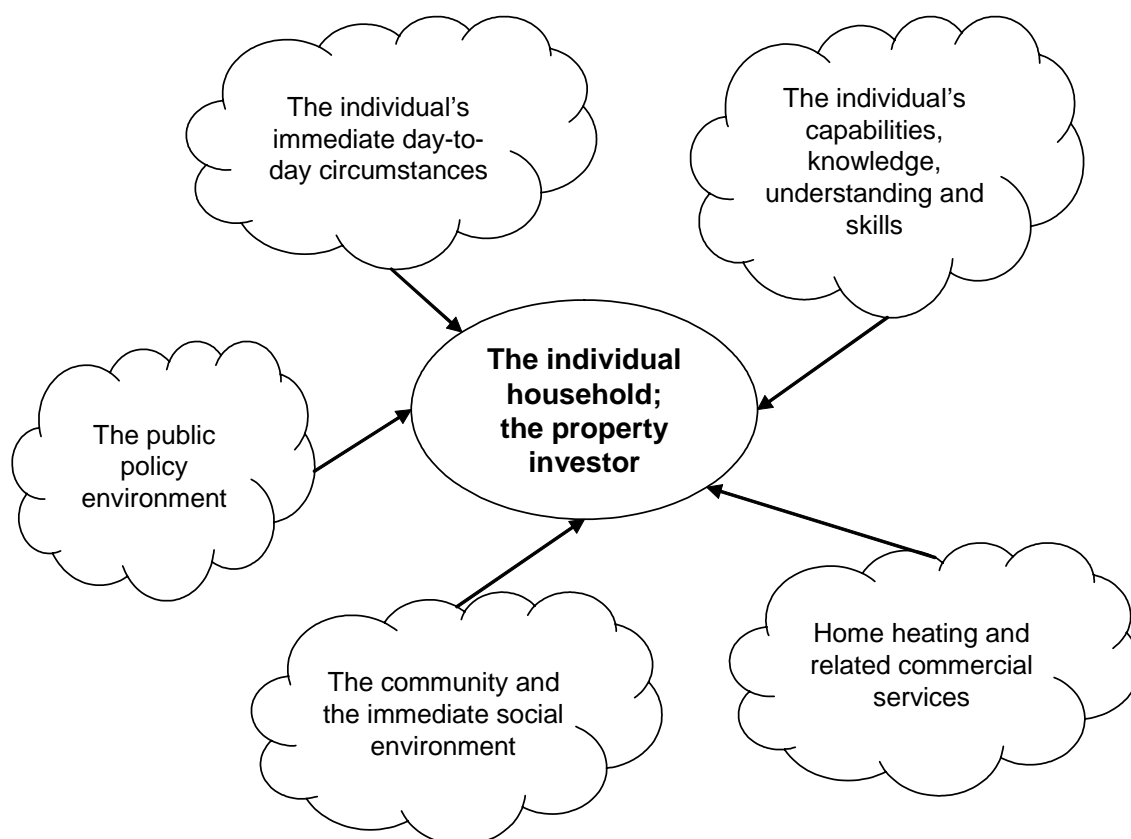 The individual's
immediate day-to-
day circumstances
The individual's
capabilities,
knowledge,
understanding and
skills
The individual
household;
the property
investor
The public
policy
environment
The community and
the immediate social
environment
Home heating and
related commercial
services